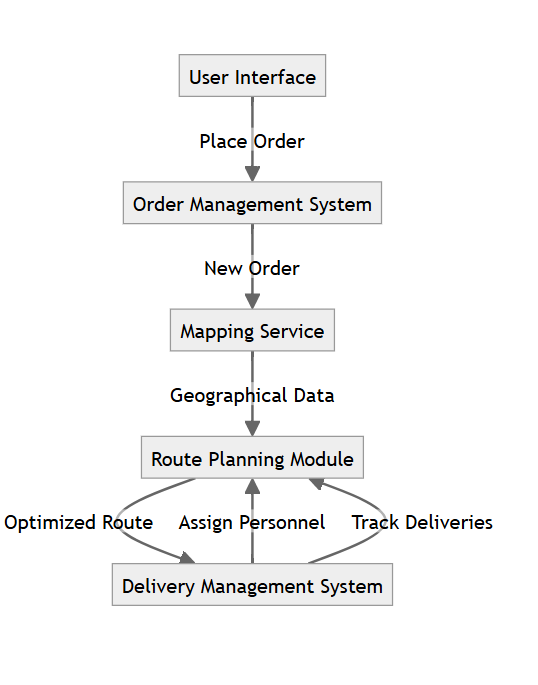 User Interface
Place Order
Order Management System
New Order
Mapping Service
Geographical Data
Route Planning Module
Optimized Route
Assign Personnel
Track Deliveries
Delivery Management System